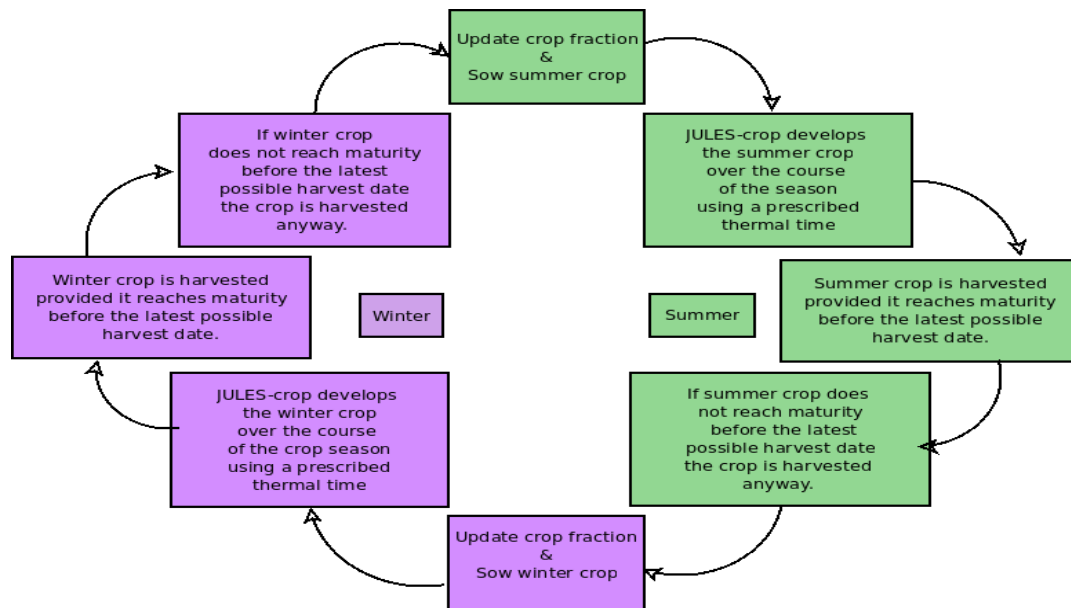 Update crop fraction
&
Sow summer crop
JULES-crop develops
the summer crop
over the course
of the season
using a prescribed
thermal time
Summer crop is harvested
provided it reaches maturity
before the latest possible
harvest date.
If summer crop does
not reach maturity
before the latest
possible harvest date
the crop is harvested
anyway.
Update crop fraction
&
Sow winter crop
JULES-crop develops
the winter crop
over the course
of the crop season
using a prescribed
thermal time
Winter crop is harvested
provided it reaches maturity
before the latest possible
harvest date.
If winter crop
does not reach maturity
before the latest
possible harvest date
the crop is harvested
anyway.
Winter
Summer